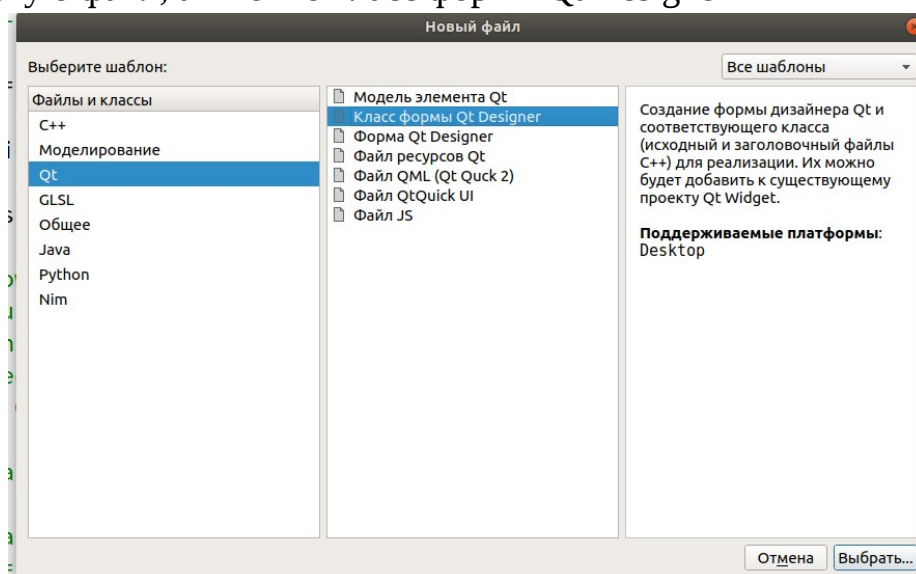 Новый файл
Выберите шаблон:
Все шаблоны
Файлы и классы
C++
Моделирование
Qt
GLSL
Общее
Java
Python
Nim
Модель элемента Qt
Класс формы Qt Designer
Форма Qt Designer
Файл ресурсов Qt
Файл QML (Qt Quck 2)
Файл QtQuick UI
Файл JS
Создание формы дизайнера Qt и
соответствующего класса
(исходный и заголовочный файлы
C++) для реализации. Их можно
будет добавить к существующему
проекту Qt Widget.
Поддерживаемые платформы:
Desktop
Отмена
Выбрать...